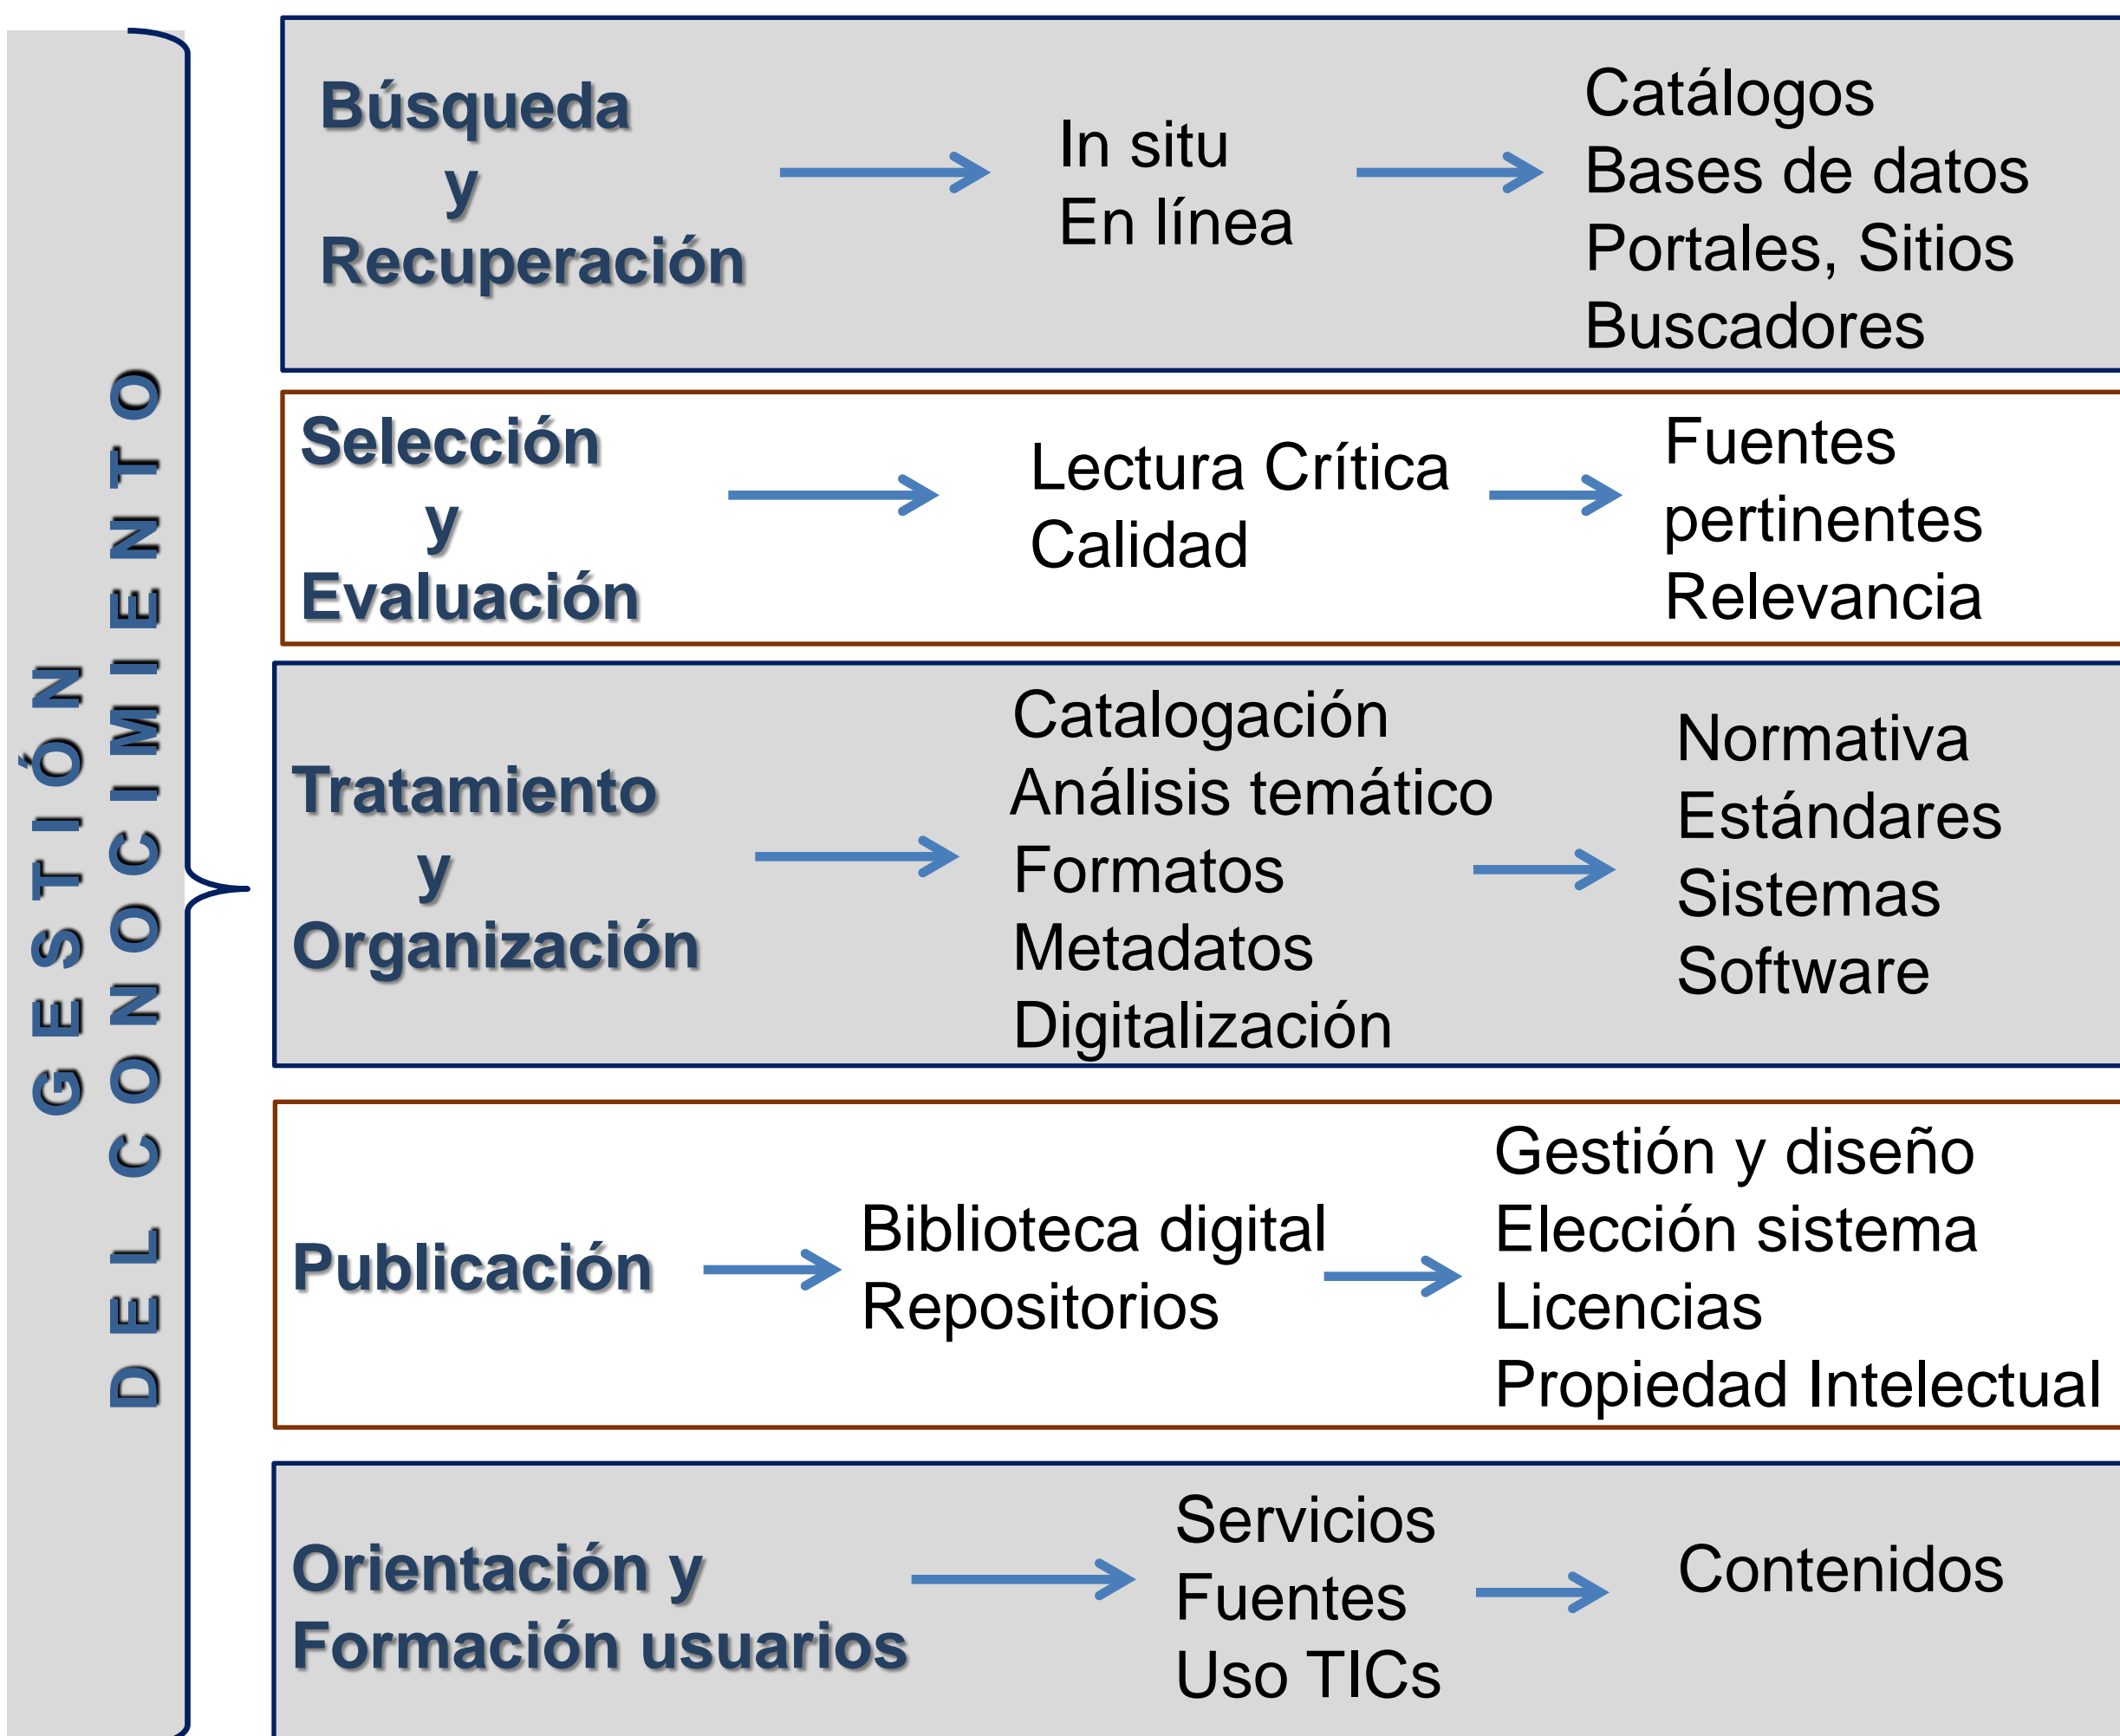 GESTIÓN
DEL CONOCIMIENTO
Búsqueda
y
Recuperación
In situ
En línea
Catálogos
Bases de datos
Portales, Sitios
Buscadores
Selección
y
Evaluación
Lectura Crítica
Calidad
Fuentes
pertinentes
Relevancia
Tratamiento
y
Organización
Catalogación
Análisis temático
Formatos
Metadatos
Digitalización
Normativa
Estándares
Sistemas
Software
Publicación
Biblioteca digital
Repositorios
Gestión y diseño
Elección sistema
Licencias
Propiedad Intelectual
Orientación y
Formación usuarios
Servicios
Fuentes
Uso TICs
Contenidos